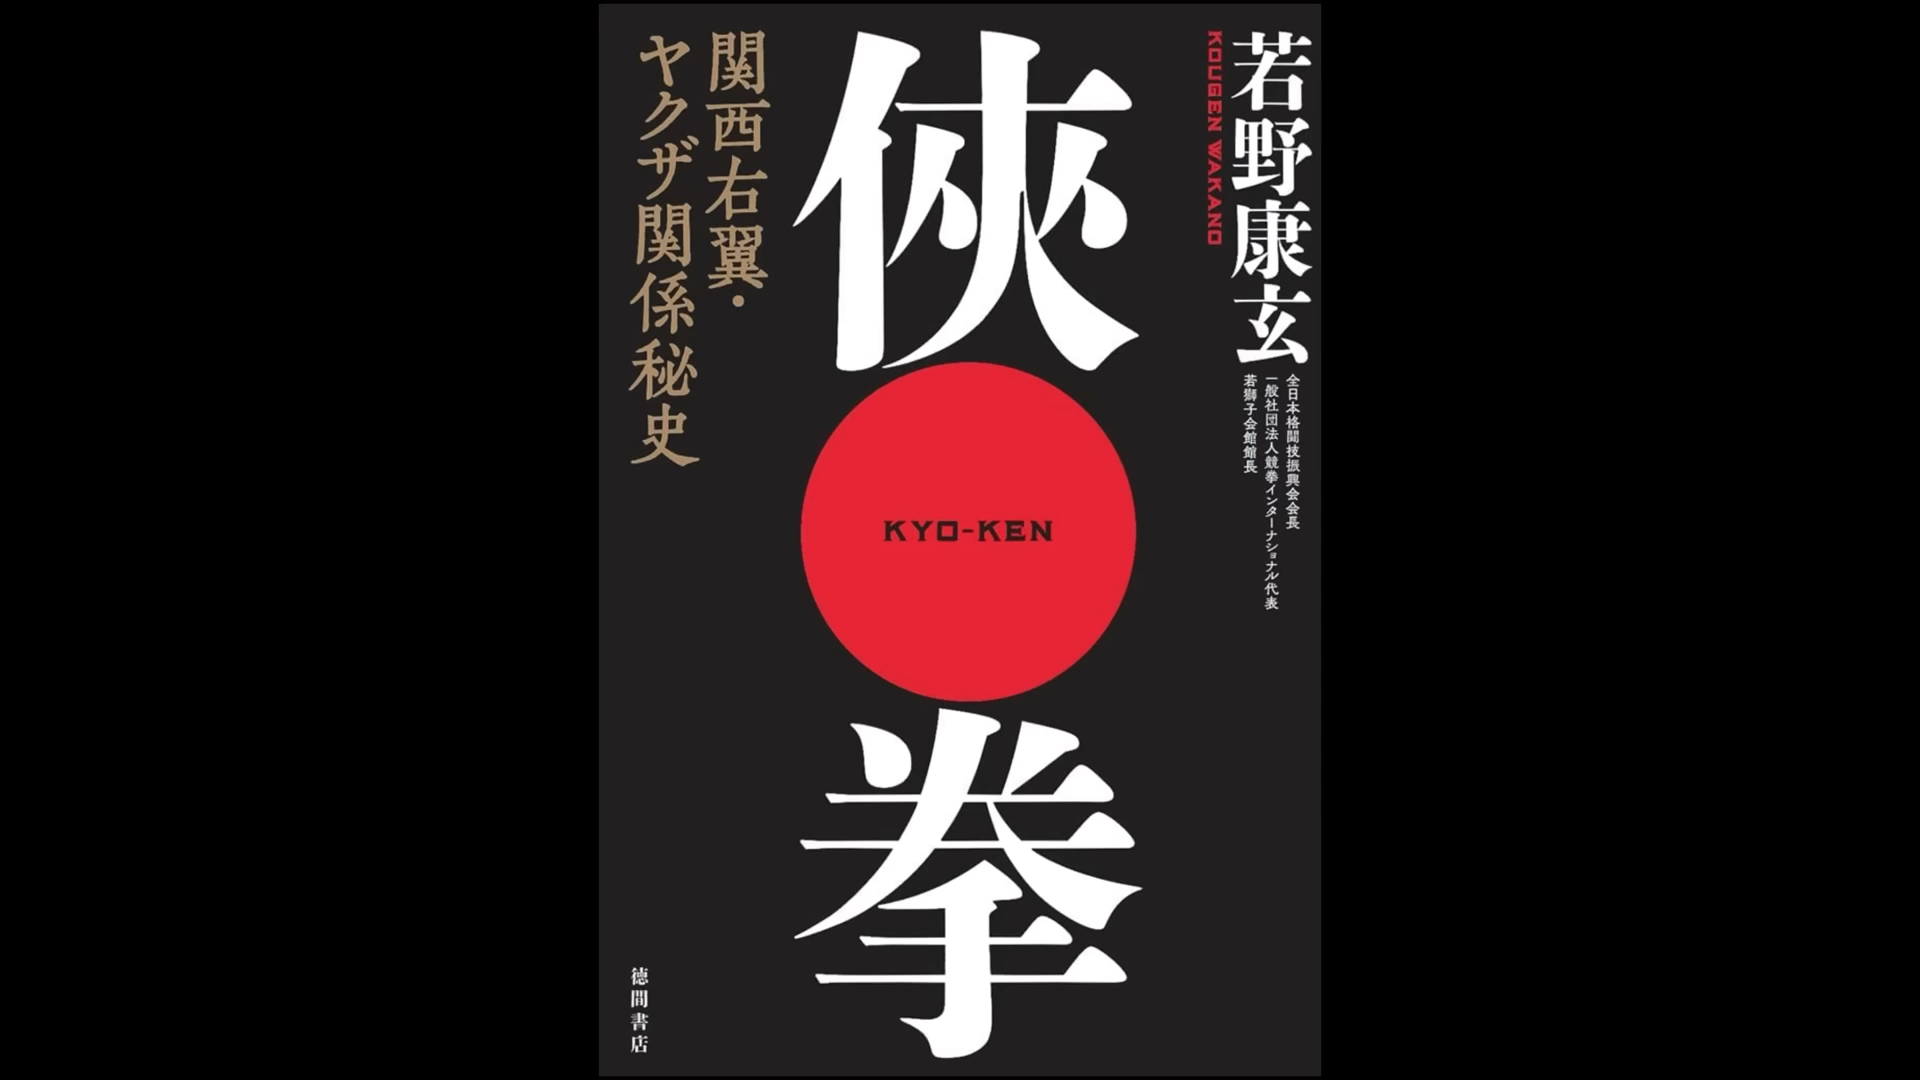 若野康玄
KOUGEN WAKANO
全日本格闘技振興会会長
一般社団法人競拳インターナショナル代表
若獅子会館館長
俠
KYO-KEN
拳
関西右翼・
ヤクザ関係秘史
徳間書店